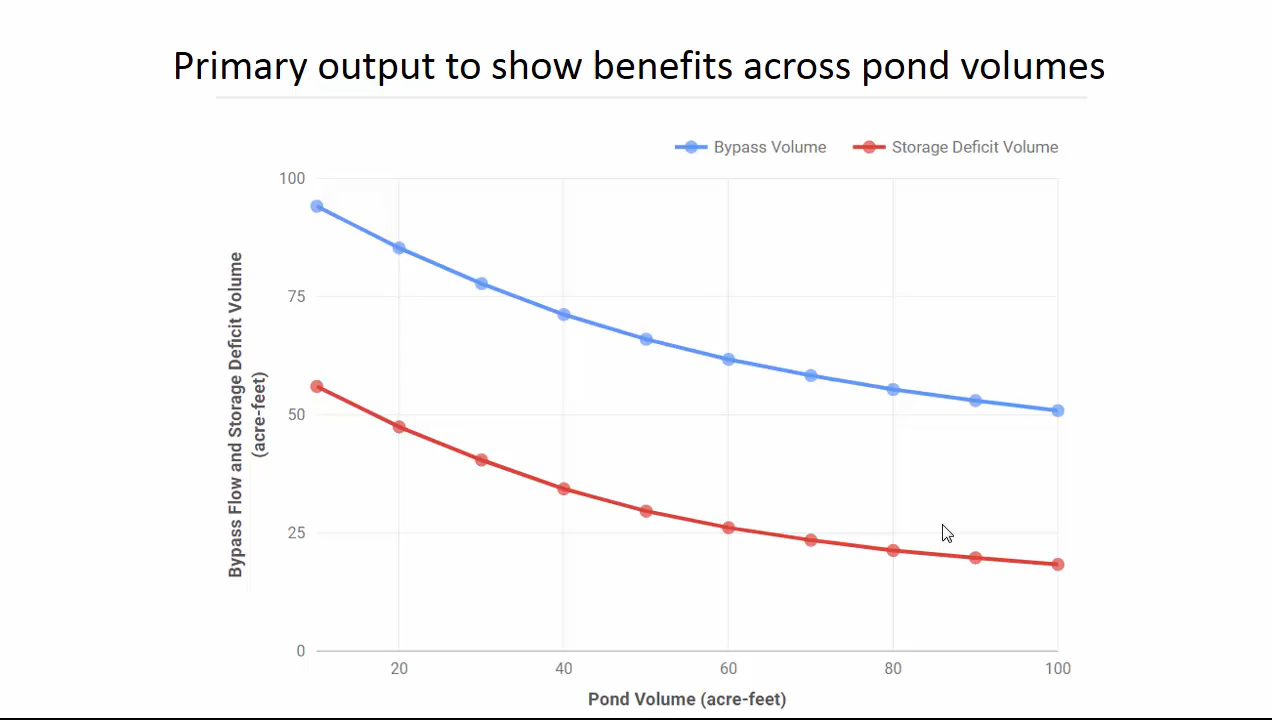 Primary output to show benefits across pond volumes
Bypass Volume
Storage Deficit Volume
100
75
50
25
0
Bypass Flow and Storage Deficit Volume
(acre-feet)
20
40
60
80
100
Pond Volume (acre-feet)